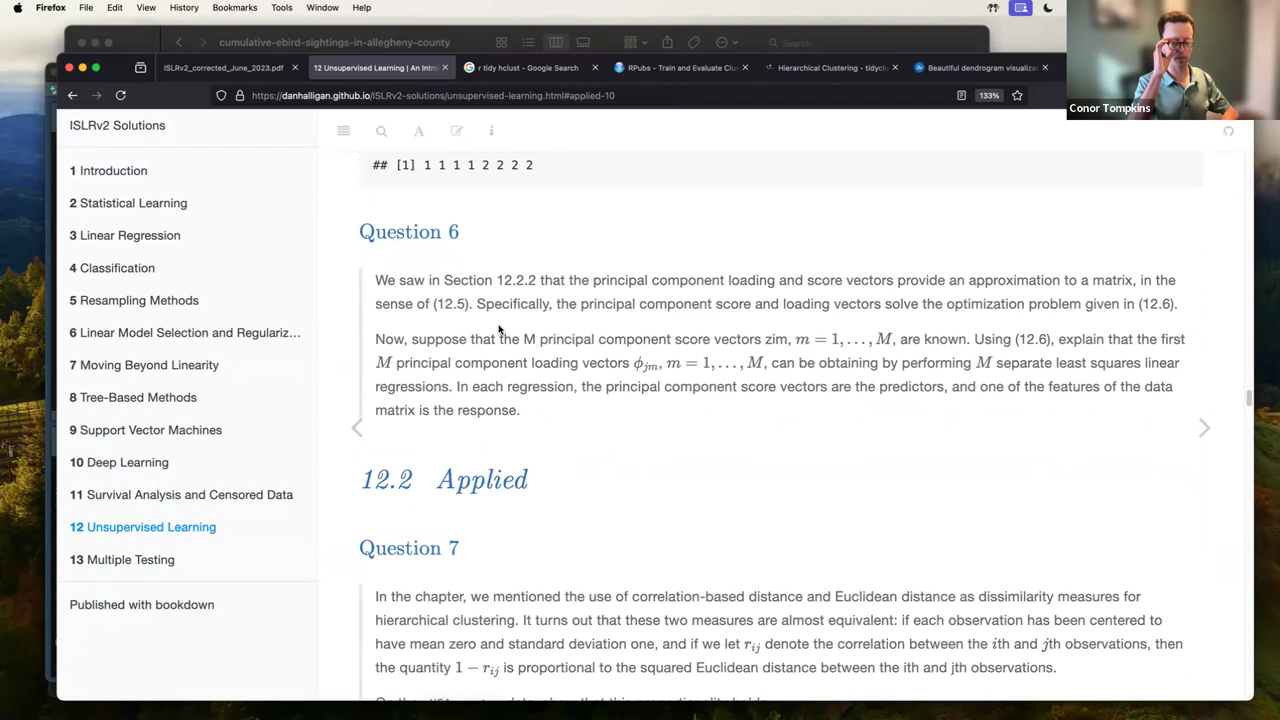 Firefox File Edit View History Bookmarks Tools Window Help
cumulative-ebird-sightings-in-allegheny-county
Search
ISLRv2_corrected_June_2023.pdf
12 Unsupervised Learning | An Intro
r tidy hclust - Google Search
RPubs - Train and Evaluate Clu
Hierarchical Clustering - tidyclu
Beautiful dendrogram visualiza
https://danhalligan.github.io/ISLRv2-solutions/unsupervised-learning.html#applied-10
133%
Conor Tompkins
ISLRv2 Solutions
1 Introduction
2 Statistical Learning
3 Linear Regression
4 Classification
5 Resampling Methods
6 Linear Model Selection and Regulariz…
7 Moving Beyond Linearity
8 Tree-Based Methods
9 Support Vector Machines
10 Deep Learning
11 Survival Analysis and Censored Data
12 Unsupervised Learning
13 Multiple Testing
Published with bookdown
## [1] 1 1 1 1 2 2 2 2
Question 6
We saw in Section 12.2.2 that the principal component loading and score vectors provide an approximation to a matrix, in the
sense of (12.5). Specifically, the principal component score and loading vectors solve the optimization problem given in (12.6).
Now, suppose that the M principal component score vectors zim, m = 1, . . . , M, are known. Using (12.6), explain that the first
M principal component loading vectors ϕjm, m = 1, . . . , M, can be obtaining by performing M separate least squares linear
regressions. In each regression, the principal component score vectors are the predictors, and one of the features of the data
matrix is the response.
12.2 Applied
Question 7
In the chapter, we mentioned the use of correlation-based distance and Euclidean distance as dissimilarity measures for
hierarchical clustering. It turns out that these two measures are almost equivalent: if each observation has been centered to
have mean zero and standard deviation one, and if we let rij denote the correlation between the ith and jth observations, then
the quantity 1 − rij is proportional to the squared Euclidean distance between the ith and jth observations.